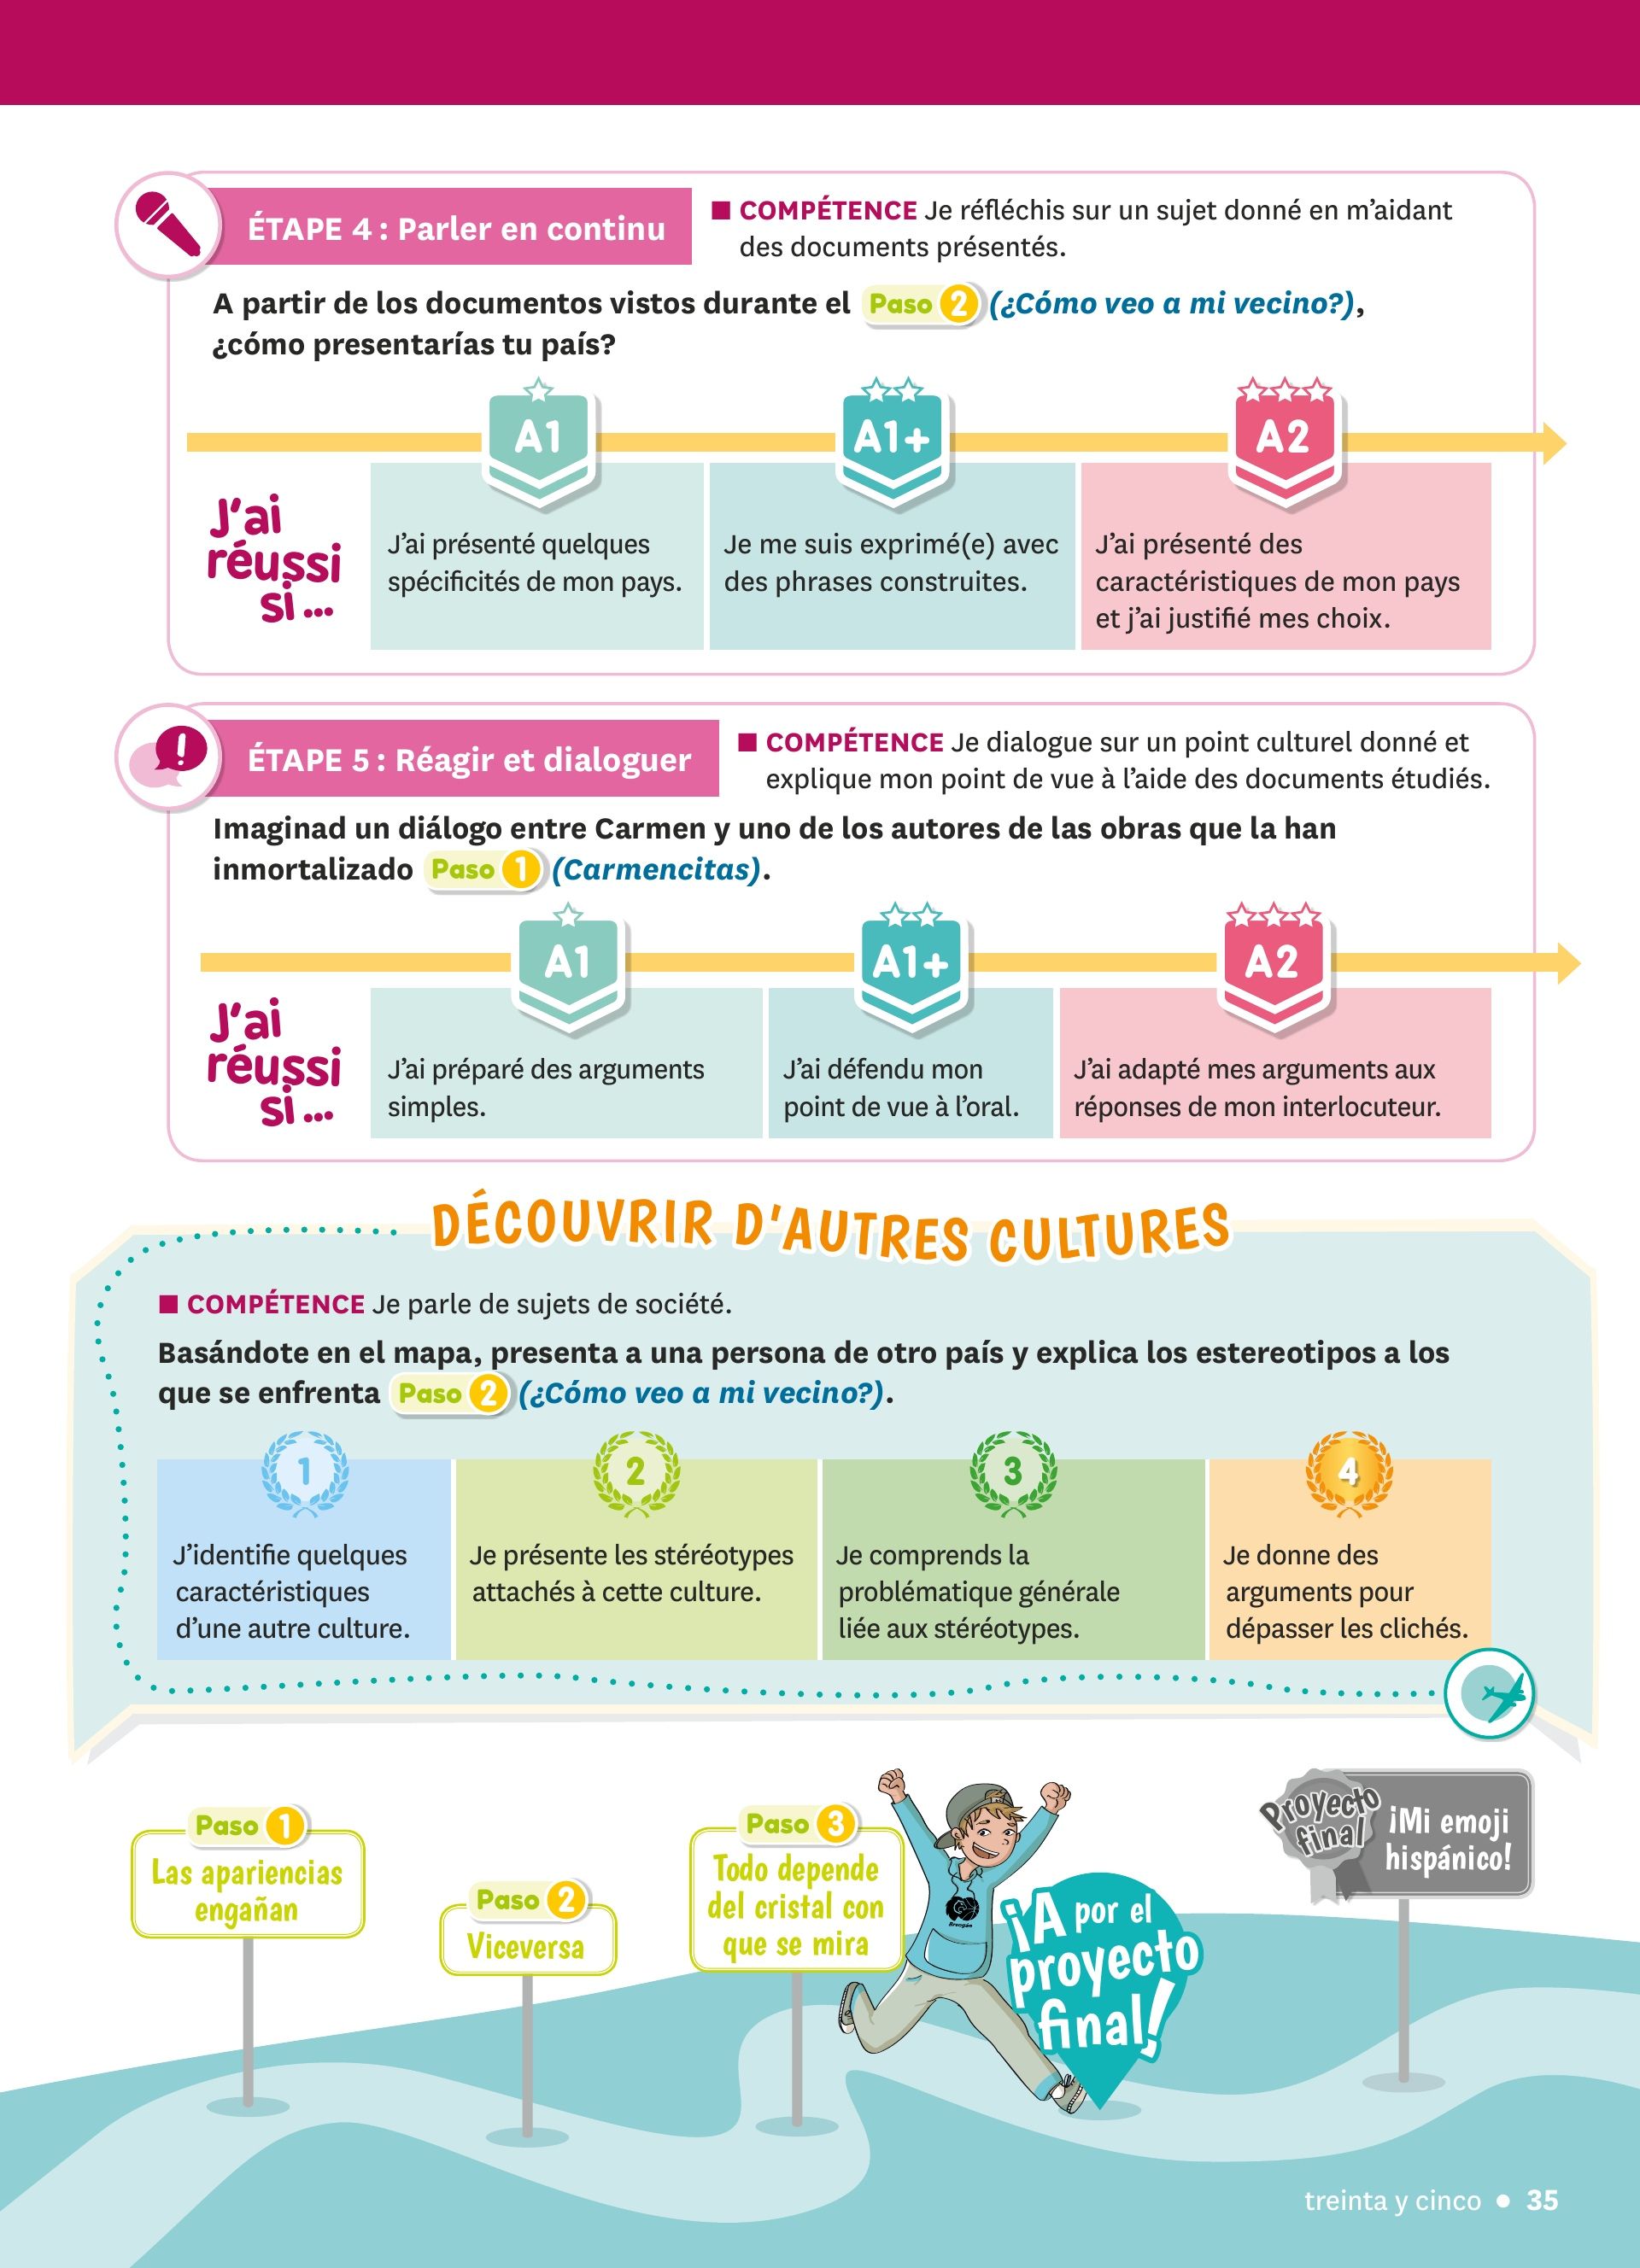 ÉTAPE 4 : Parler en continu
■ COMPÉTENCE Je réfléchis sur un sujet donné en m’aidant
des documents présentés.
A partir de los documentos vistos durante el Paso 2 (¿Cómo veo a mi vecino?),
¿cómo presentarías tu país?
A1
A1+
A2
J’ai
réussi
si ...
J’ai présenté quelques
spécificités de mon pays.
Je me suis exprimé(e) avec
des phrases construites.
J’ai présenté des
caractéristiques de mon pays
et j’ai justifié mes choix.
ÉTAPE 5 : Réagir et dialoguer
■ COMPÉTENCE Je dialogue sur un point culturel donné et
explique mon point de vue à l’aide des documents étudiés.
Imaginad un diálogo entre Carmen y uno de los autores de las obras que la han
inmortalizado Paso 1 (Carmencitas).
A1
A1+
A2
J’ai
réussi
si ...
J’ai préparé des arguments
simples.
J’ai défendu mon
point de vue à l’oral.
J’ai adapté mes arguments aux
réponses de mon interlocuteur.
DÉCOUVRIR D’AUTRES CULTURES
■ COMPÉTENCE Je parle de sujets de société.
Basándote en el mapa, presenta a una persona de otro país y explica los estereotipos a los
que se enfrenta Paso 2 (¿Cómo veo a mi vecino?).
1
J’identifie quelques
caractéristiques
d’une autre culture.
2
Je présente les stéréotypes
attachés à cette culture.
3
Je comprends la
problématique générale
liée aux stéréotypes.
4
Je donne des
arguments pour
dépasser les clichés.
Paso 1
Las apariencias
engañan
Paso 2
Viceversa
Paso 3
Todo depende
del cristal con
que se mira
¡A por el
proyecto
final!
Proyecto
final
¡Mi emoji
hispánico!
treinta y cinco • 35